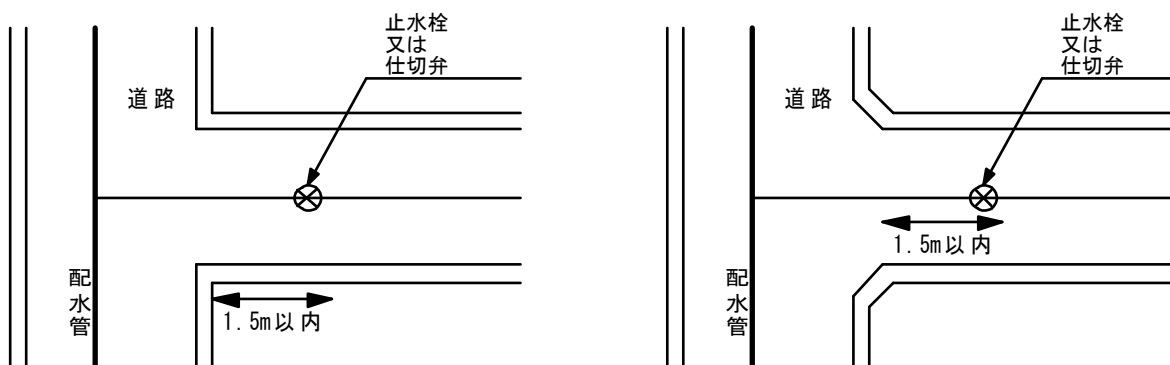 止水栓
又は
仕切弁
道路
配水管
1.5m以内
止水栓
又は
仕切弁
道路
1.5m以内
配水管